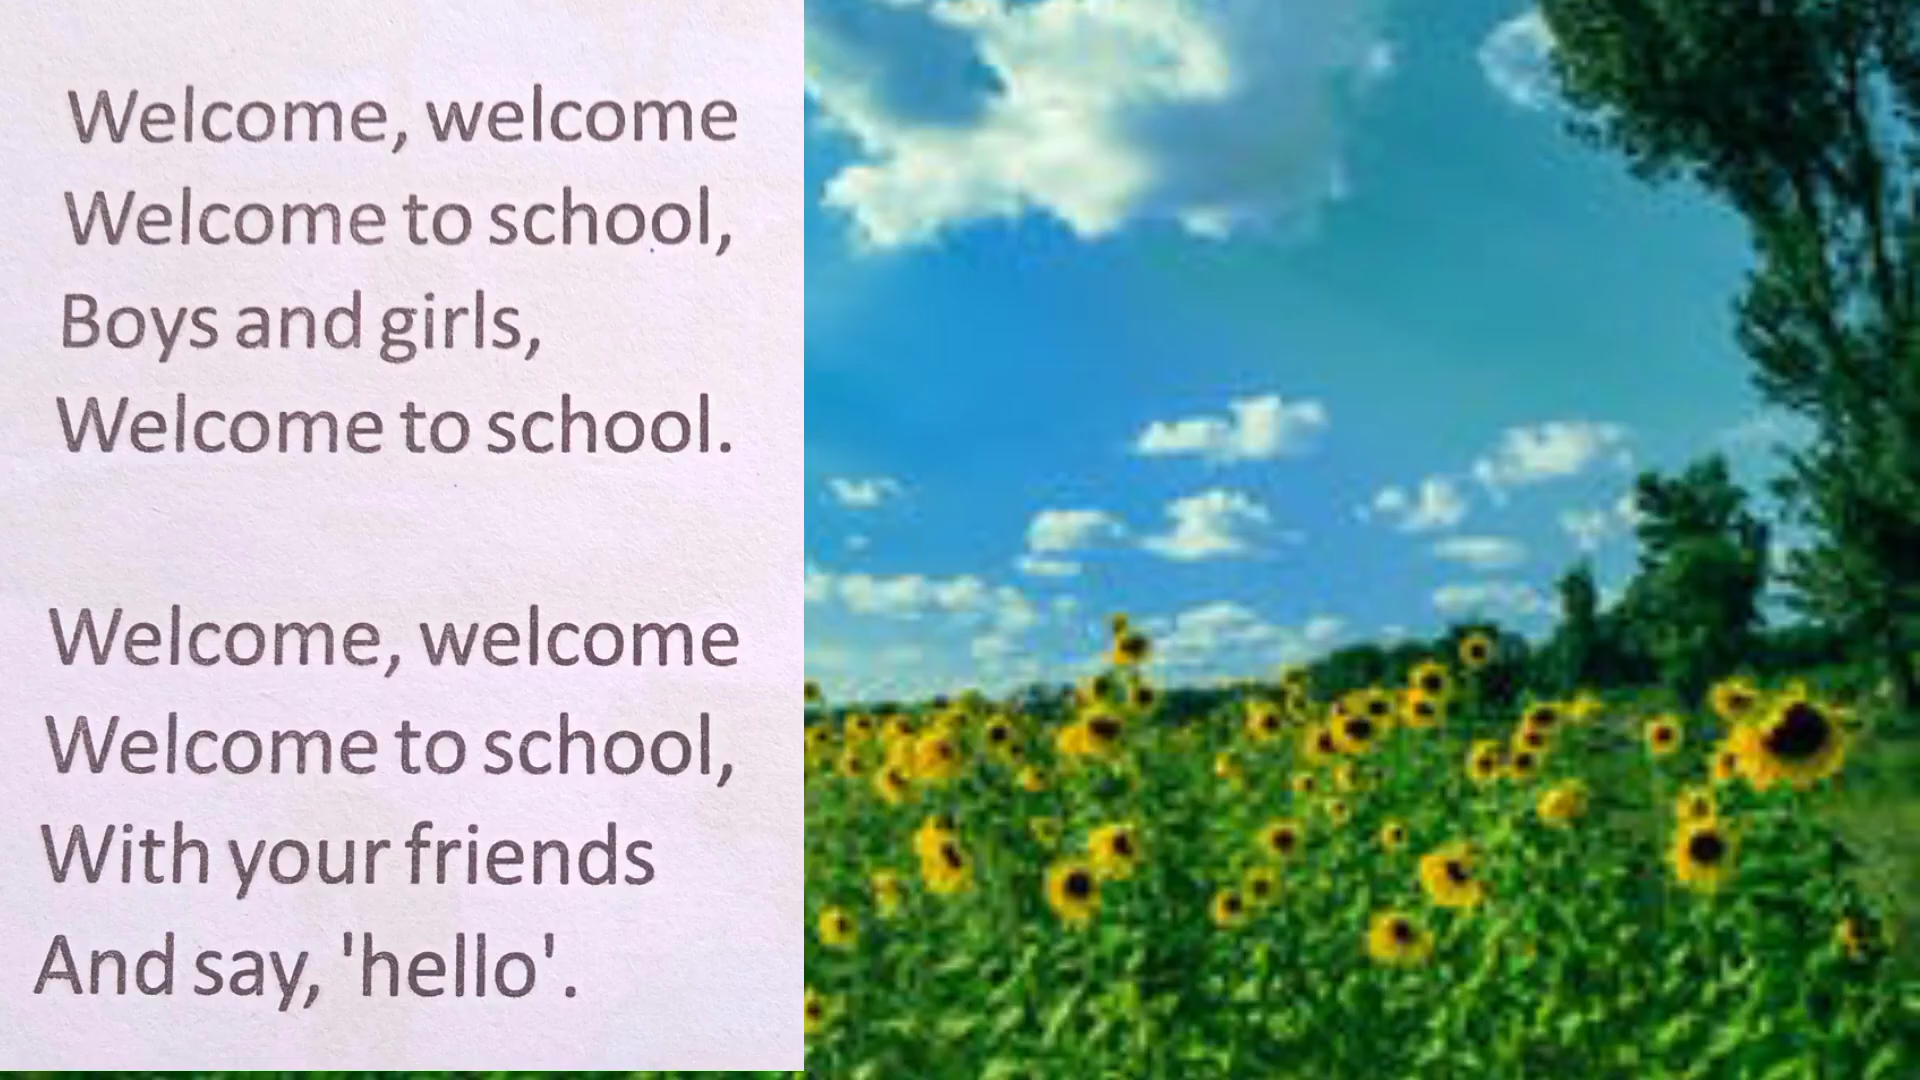 Welcome, welcome
Welcome to school,
Boys and girls,
Welcome to school.
Welcome, welcome
Welcome to school,
With your friends
And say, 'hello'.